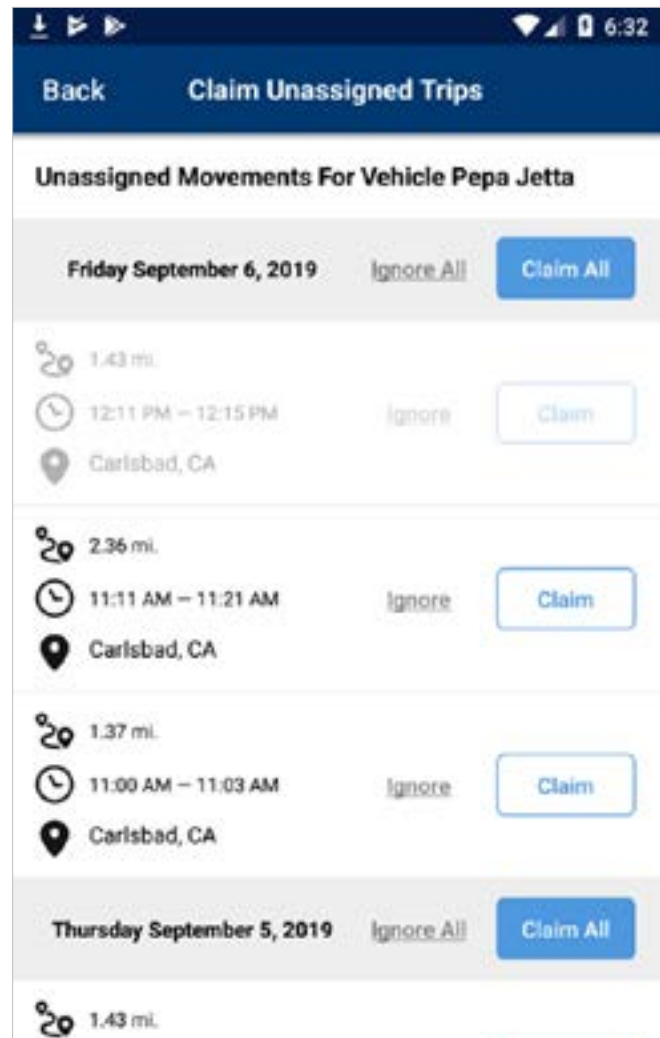 6:32
Back Claim Unassigned Trips
Unassigned Movements For Vehicle Pepa Jetta
Friday September 6, 2019 Ignore All Claim All
1.43 mi.
12:11 PM – 12:15 PM Ignore Claim
Carlsbad, CA
2.36 mi.
11:11 AM – 11:21 AM Ignore Claim
Carlsbad, CA
1.37 mi.
11:00 AM – 11:03 AM Ignore Claim
Carlsbad, CA
Thursday September 5, 2019 Ignore All Claim All
1.43 mi.